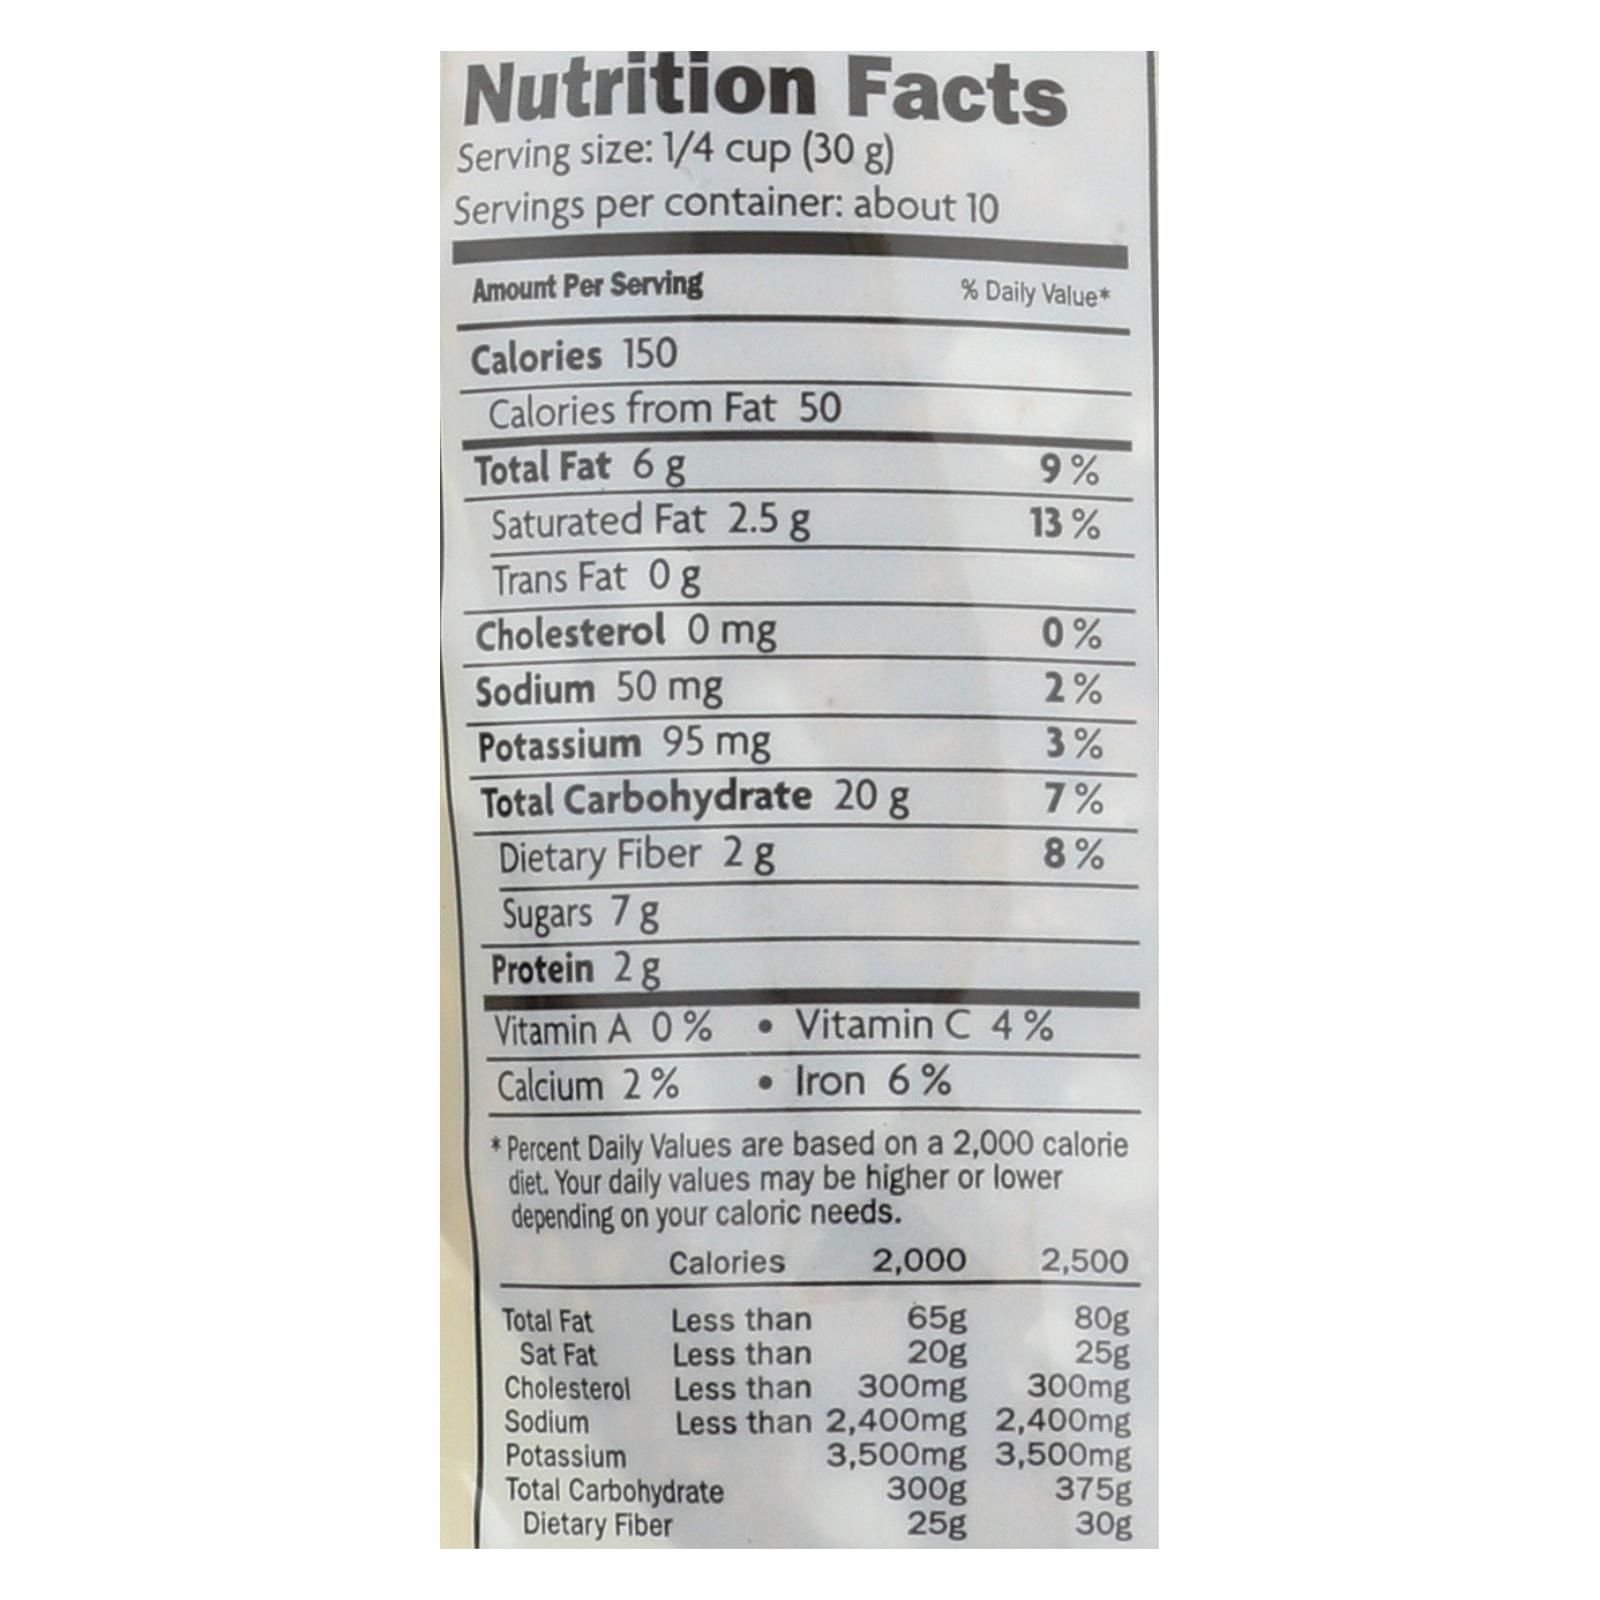 Nutrition Facts
Serving size: 1/4 cup (30 g)
Servings per container: about 10
Amount Per Serving % Daily Value*
Calories 150
Calories from Fat 50
Total Fat 6 g 9 %
Saturated Fat 2.5 g 13 %
Trans Fat 0 g
Cholesterol 0 mg 0 %
Sodium 50 mg 2 %
Potassium 95 mg 3 %
Total Carbohydrate 20 g 7 %
Dietary Fiber 2 g 8 %
Sugars 7 g
Protein 2 g
Vitamin A 0 % • Vitamin C 4 %
Calcium 2 % • Iron 6 %
* Percent Daily Values are based on a 2,000 calorie
diet. Your daily values may be higher or lower
depending on your caloric needs.
Calories 2,000 2,500
Total Fat Less than 65g 80g
Sat Fat Less than 20g 25g
Cholesterol Less than 300mg 300mg
Sodium Less than 2,400mg 2,400mg
Potassium 3,500mg 3,500mg
Total Carbohydrate 300g 375g
Dietary Fiber 25g 30g